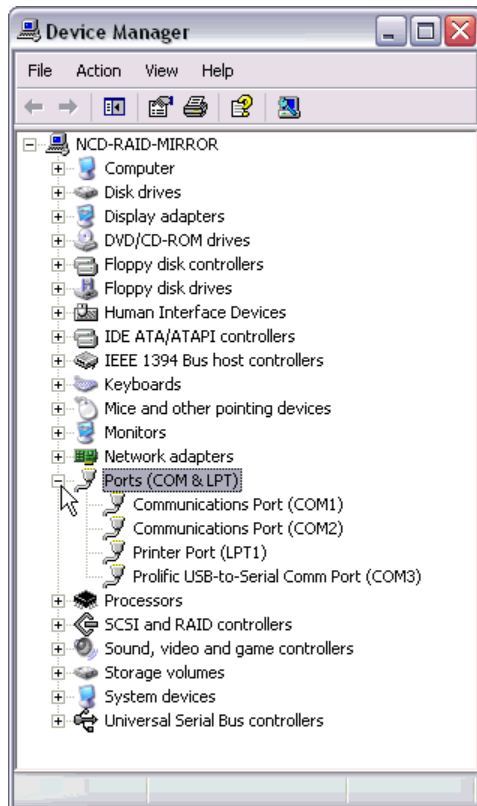 Device Manager
File Action View Help
NCD-RAID-MIRROR
Computer
Disk drives
Display adapters
DVD/CD-ROM drives
Floppy disk controllers
Floppy disk drives
Human Interface Devices
IDE ATA/ATAPI controllers
IEEE 1394 Bus host controllers
Keyboards
Mice and other pointing devices
Monitors
Network adapters
Ports (COM & LPT)
Communications Port (COM1)
Communications Port (COM2)
Printer Port (LPT1)
Prolific USB-to-Serial Comm Port (COM3)
Processors
SCSI and RAID controllers
Sound, video and game controllers
Storage volumes
System devices
Universal Serial Bus controllers